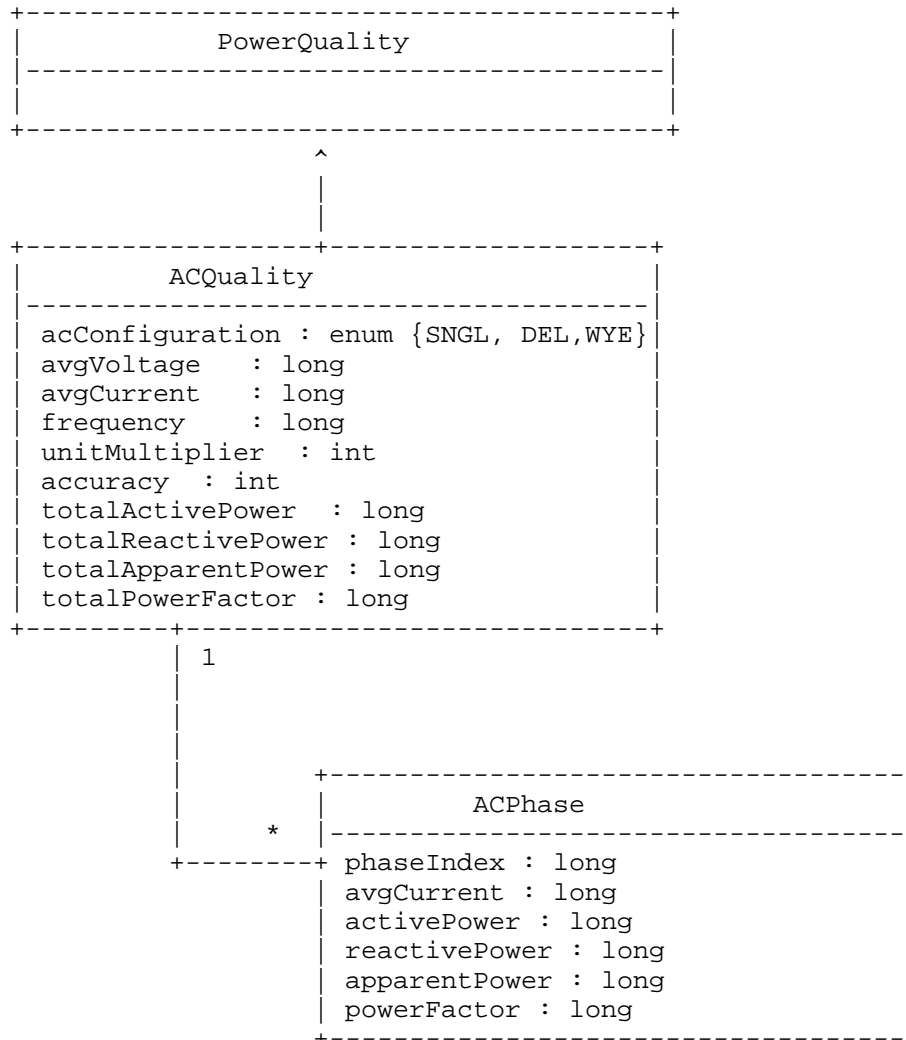 PowerQuality
ACQuality
acConfiguration : enum {SNGL, DEL,WYE}
avgVoltage : long
avgCurrent : long
frequency : long
unitMultiplier : int
accuracy : int
totalActivePower : long
totalReactivePower : long
totalApparentPower : long
totalPowerFactor : long
1
ACPhase
*
phaseIndex : long
avgCurrent : long
activePower : long
reactivePower : long
apparentPower : long
powerFactor : long